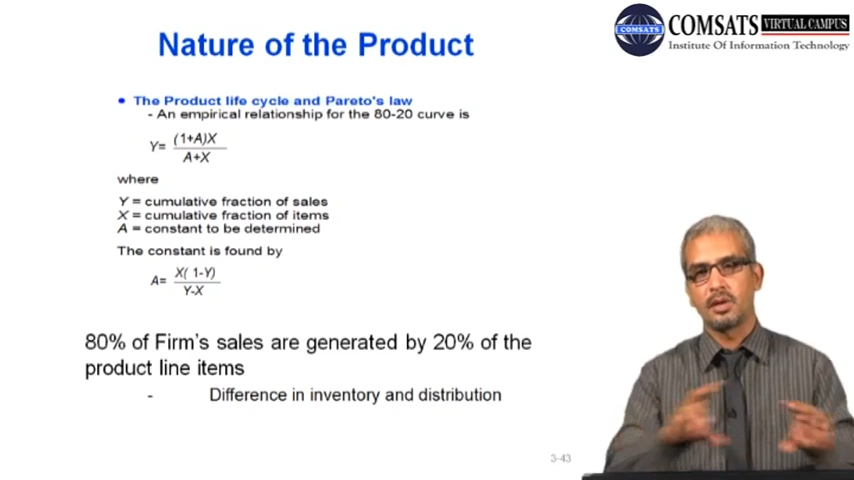 Nature of the Product
COMSATS VIRTUAL CAMPUS
COMSATS
Institute Of Information Technology
• The Product life cycle and Pareto's law
- An empirical relationship for the 80-20 curve is
Y= (1+A)X
A+X
where
Y = cumulative fraction of sales
X = cumulative fraction of items
A = constant to be determined
The constant is found by
A= X( 1-Y)
Y-X
80% of Firm's sales are generated by 20% of the
product line items
- Difference in inventory and distribution
3-43